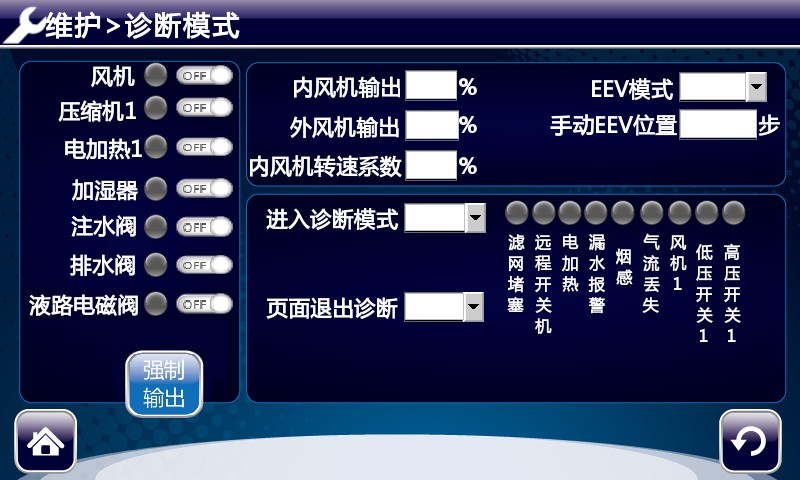 维护>诊断模式
风机 OFF
压缩机1 OFF
电加热1 OFF
加湿器 OFF
注水阀 OFF
排水阀 OFF
液路电磁阀 OFF
强制
输出
内风机输出 %
外风机输出 %
内风机转速系数 %
EEV模式
手动EEV位置 步
进入诊断模式
页面退出诊断
滤网堵塞
远程开关机
电加热
漏水报警
烟感
气流丢失
风机1
低压开关1
高压开关1